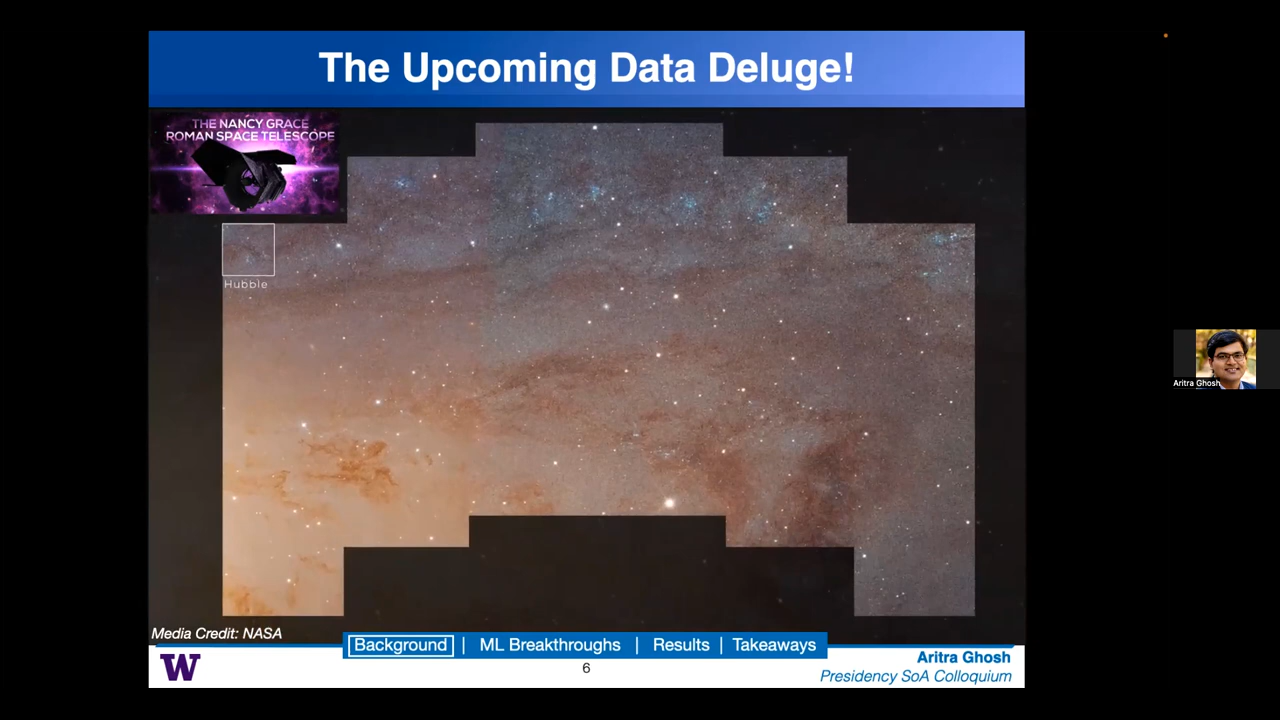 The Upcoming Data Deluge!
THE NANCY GRACE
ROMAN SPACE TELESCOPE
Hubble
Aritra Ghosh
Media Credit: NASA
Background | ML Breakthroughs | Results | Takeaways
W
6
Aritra Ghosh
Presidency SoA Colloquium